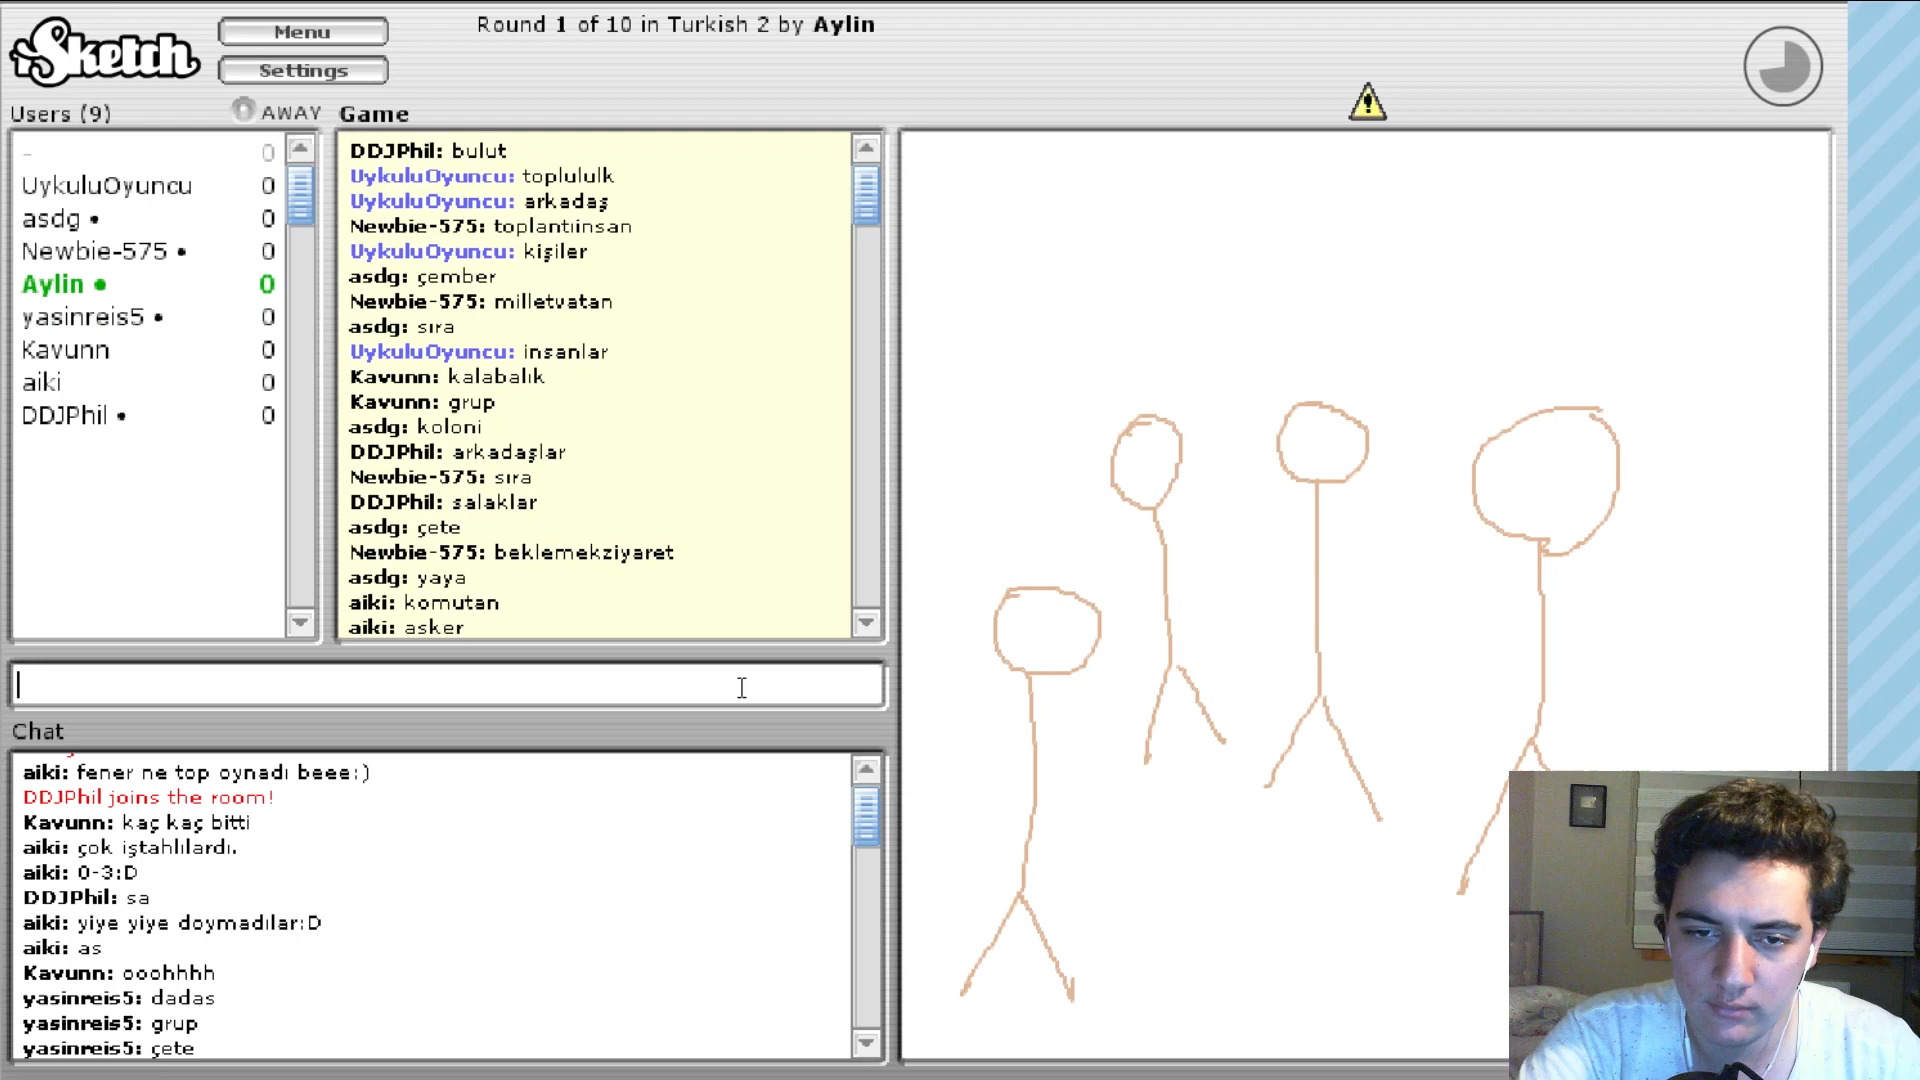 iSketch
Menu
Settings
Round 1 of 10 in Turkish 2 by Aylin
Users (9)
AWAY
Game
- 0
UykuluOyuncu 0
asdg • 0
Newbie-575 • 0
Aylin • 0
yasinreis5 • 0
Kavunn 0
aiki 0
DDJPhil • 0
DDJPhil: bulut
UykuluOyuncu: toplululk
UykuluOyuncu: arkadaş
Newbie-575: toplantıinsan
UykuluOyuncu: kişiler
asdg: çember
Newbie-575: milletvatan
asdg: sıra
UykuluOyuncu: insanlar
Kavunn: kalabalık
Kavunn: grup
asdg: koloni
DDJPhil: arkadaşlar
Newbie-575: sıra
DDJPhil: salaklar
asdg: çete
Newbie-575: beklemekziyaret
asdg: yaya
aiki: komutan
aiki: asker
Chat
aiki: fener ne top oynadı beee:)
DDJPhil joins the room!
Kavunn: kaç kaç bitti
aiki: çok iştahlılardı.
aiki: 0-3:D
DDJPhil: sa
aiki: yiye yiye doymadılar:D
aiki: as
Kavunn: ooohhhh
yasinreis5: dadas
yasinreis5: grup
yasinreis5: çete